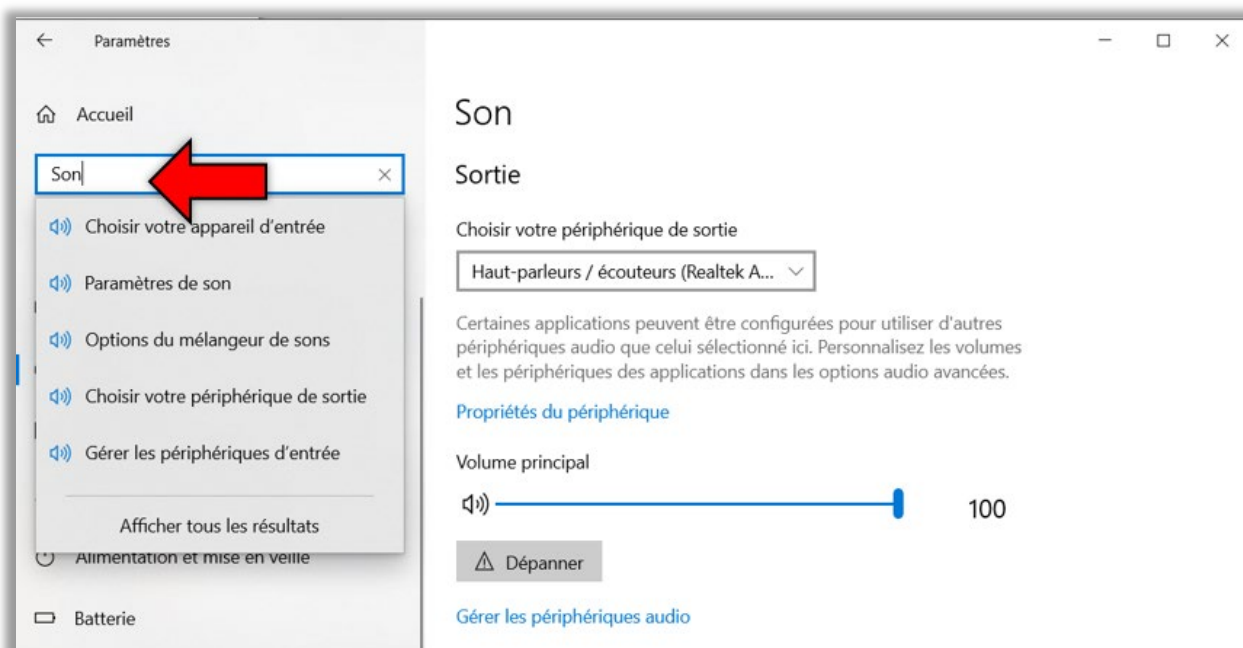 Paramètres
Accueil
Son
Choisir votre appareil d'entrée
Paramètres de son
Options du mélangeur de sons
Choisir votre périphérique de sortie
Gérer les périphériques d'entrée
Afficher tous les résultats
Alimentation et mise en veille
Batterie
Son
Sortie
Choisir votre périphérique de sortie
Haut-parleurs / écouteurs (Realtek A...
Certaines applications peuvent être configurées pour utiliser d'autres
périphériques audio que celui sélectionné ici. Personnalisez les volumes
et les périphériques des applications dans les options audio avancées.
Propriétés du périphérique
Volume principal
100
Dépanner
Gérer les périphériques audio